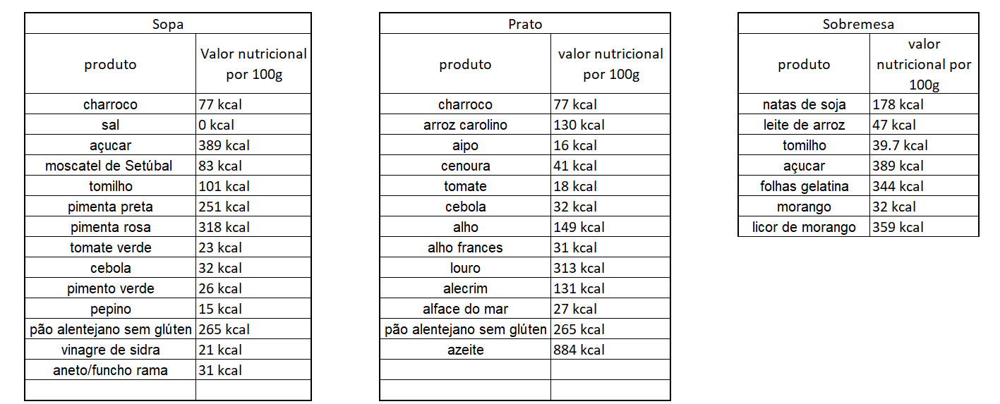 Sopa
produto Valor nutricional por 100g
charroco 77 kcal
sal 0 kcal
açucar 389 kcal
moscatel de Setúbal 83 kcal
tomilho 101 kcal
pimenta preta 251 kcal
pimenta rosa 318 kcal
tomate verde 23 kcal
cebola 32 kcal
pimento verde 26 kcal
pepino 15 kcal
pão alentejano sem glúten 265 kcal
vinagre de sidra 21 kcal
aneto/funcho rama 31 kcal
Prato
produto valor nutricional por 100g
charroco 77 kcal
arroz carolino 130 kcal
aipo 16 kcal
cenoura 41 kcal
tomate 18 kcal
cebola 32 kcal
alho 149 kcal
alho frances 31 kcal
louro 313 kcal
alecrim 131 kcal
alface do mar 27 kcal
pão alentejano sem glúten 265 kcal
azeite 884 kcal
Sobremesa
produto valor nutricional por 100g
natas de soja 178 kcal
leite de arroz 47 kcal
tomilho 39.7 kcal
açucar 389 kcal
folhas gelatina 344 kcal
morango 32 kcal
licor de morango 359 kcal